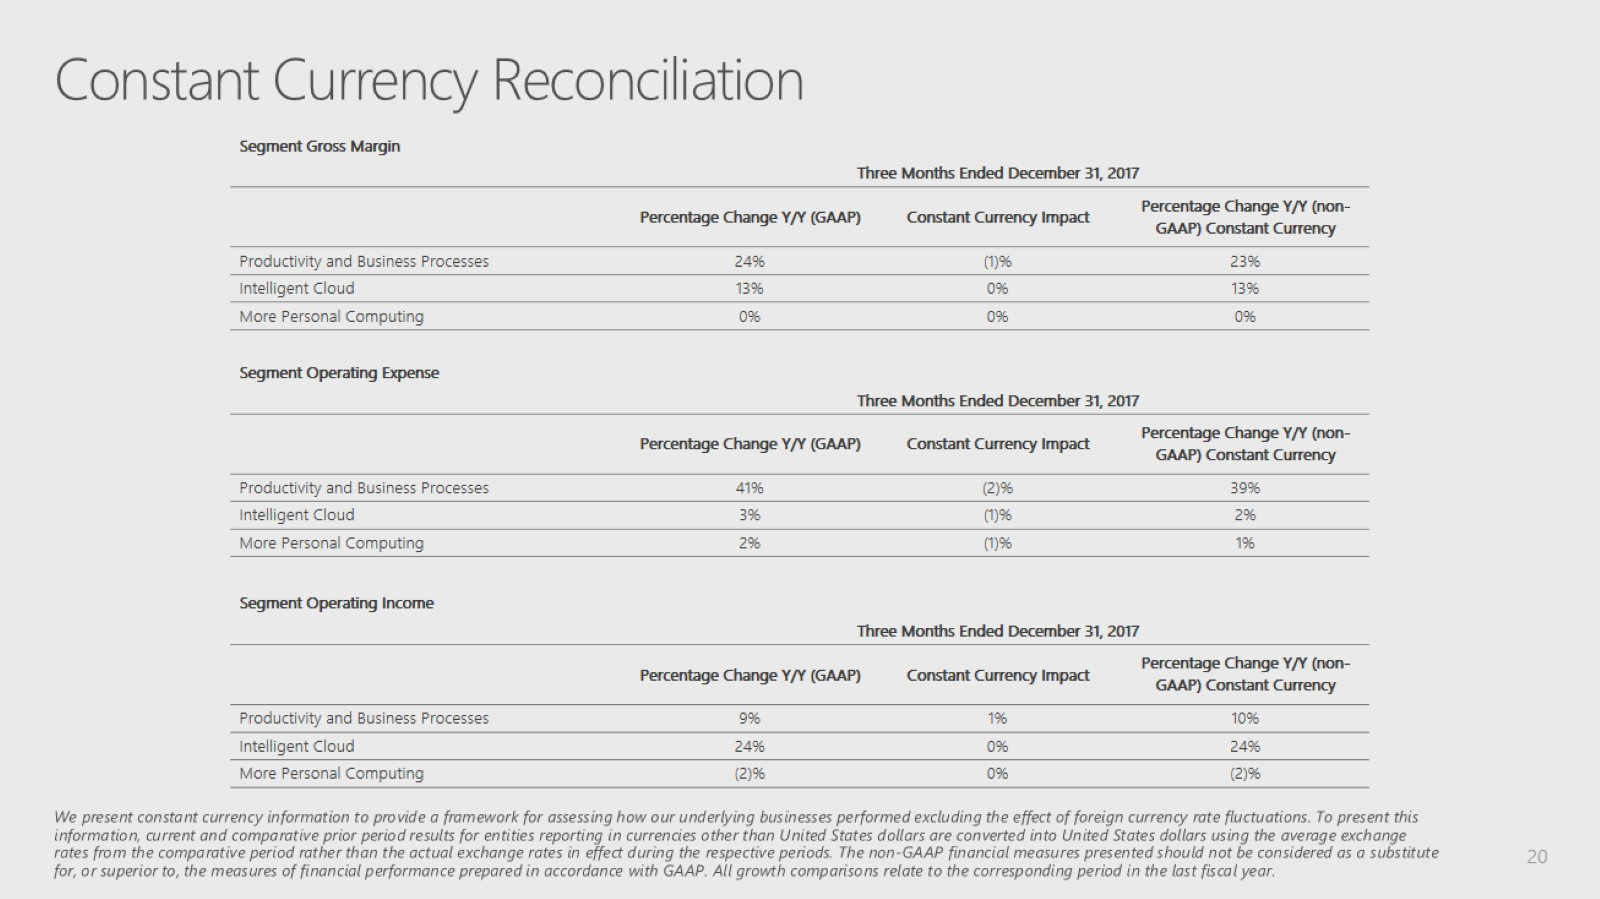 Constant Currency Reconciliation
Segment Gross Margin
Three Months Ended December 31, 2017
Percentage Change Y/Y (GAAP) Constant Currency Impact Percentage Change Y/Y (non-
GAAP) Constant Currency
Productivity and Business Processes 24% (1)% 23%
Intelligent Cloud 13% 0% 13%
More Personal Computing 0% 0% 0%
Segment Operating Expense
Three Months Ended December 31, 2017
Percentage Change Y/Y (GAAP) Constant Currency Impact Percentage Change Y/Y (non-
GAAP) Constant Currency
Productivity and Business Processes 41% (2)% 39%
Intelligent Cloud 3% (1)% 2%
More Personal Computing 2% (1)% 1%
Segment Operating Income
Three Months Ended December 31, 2017
Percentage Change Y/Y (GAAP) Constant Currency Impact Percentage Change Y/Y (non-
GAAP) Constant Currency
Productivity and Business Processes 9% 1% 10%
Intelligent Cloud 24% 0% 24%
More Personal Computing (2)% 0% (2)%
We present constant currency information to provide a framework for assessing how our underlying businesses performed excluding the effect of foreign currency rate fluctuations. To present this
information, current and comparative prior period results for entities reporting in currencies other than United States dollars are converted into United States dollars using the average exchange
rates from the comparative period rather than the actual exchange rates in effect during the respective periods. The non-GAAP financial measures presented should not be considered as a substitute
for, or superior to, the measures of financial performance prepared in accordance with GAAP. All growth comparisons relate to the corresponding period in the last fiscal year.
20